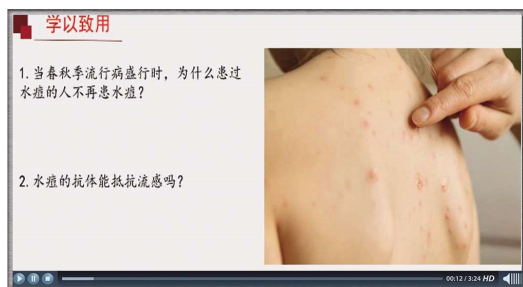 学以致用
1.当春秋季流行病盛行时，为什么患过
水痘的人不再患水痘？
2.水痘的抗体能抵抗流感吗？
00:12 / 3:24 HD